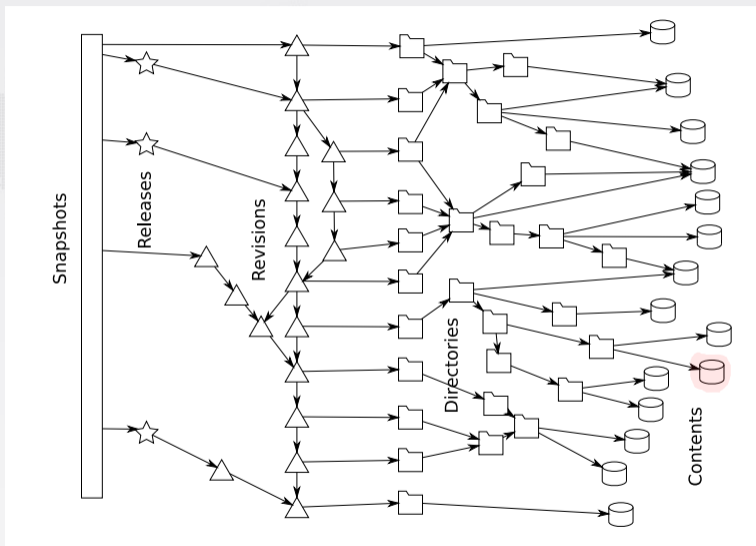 Snapshots
Releases
Revisions
Directories
Contents